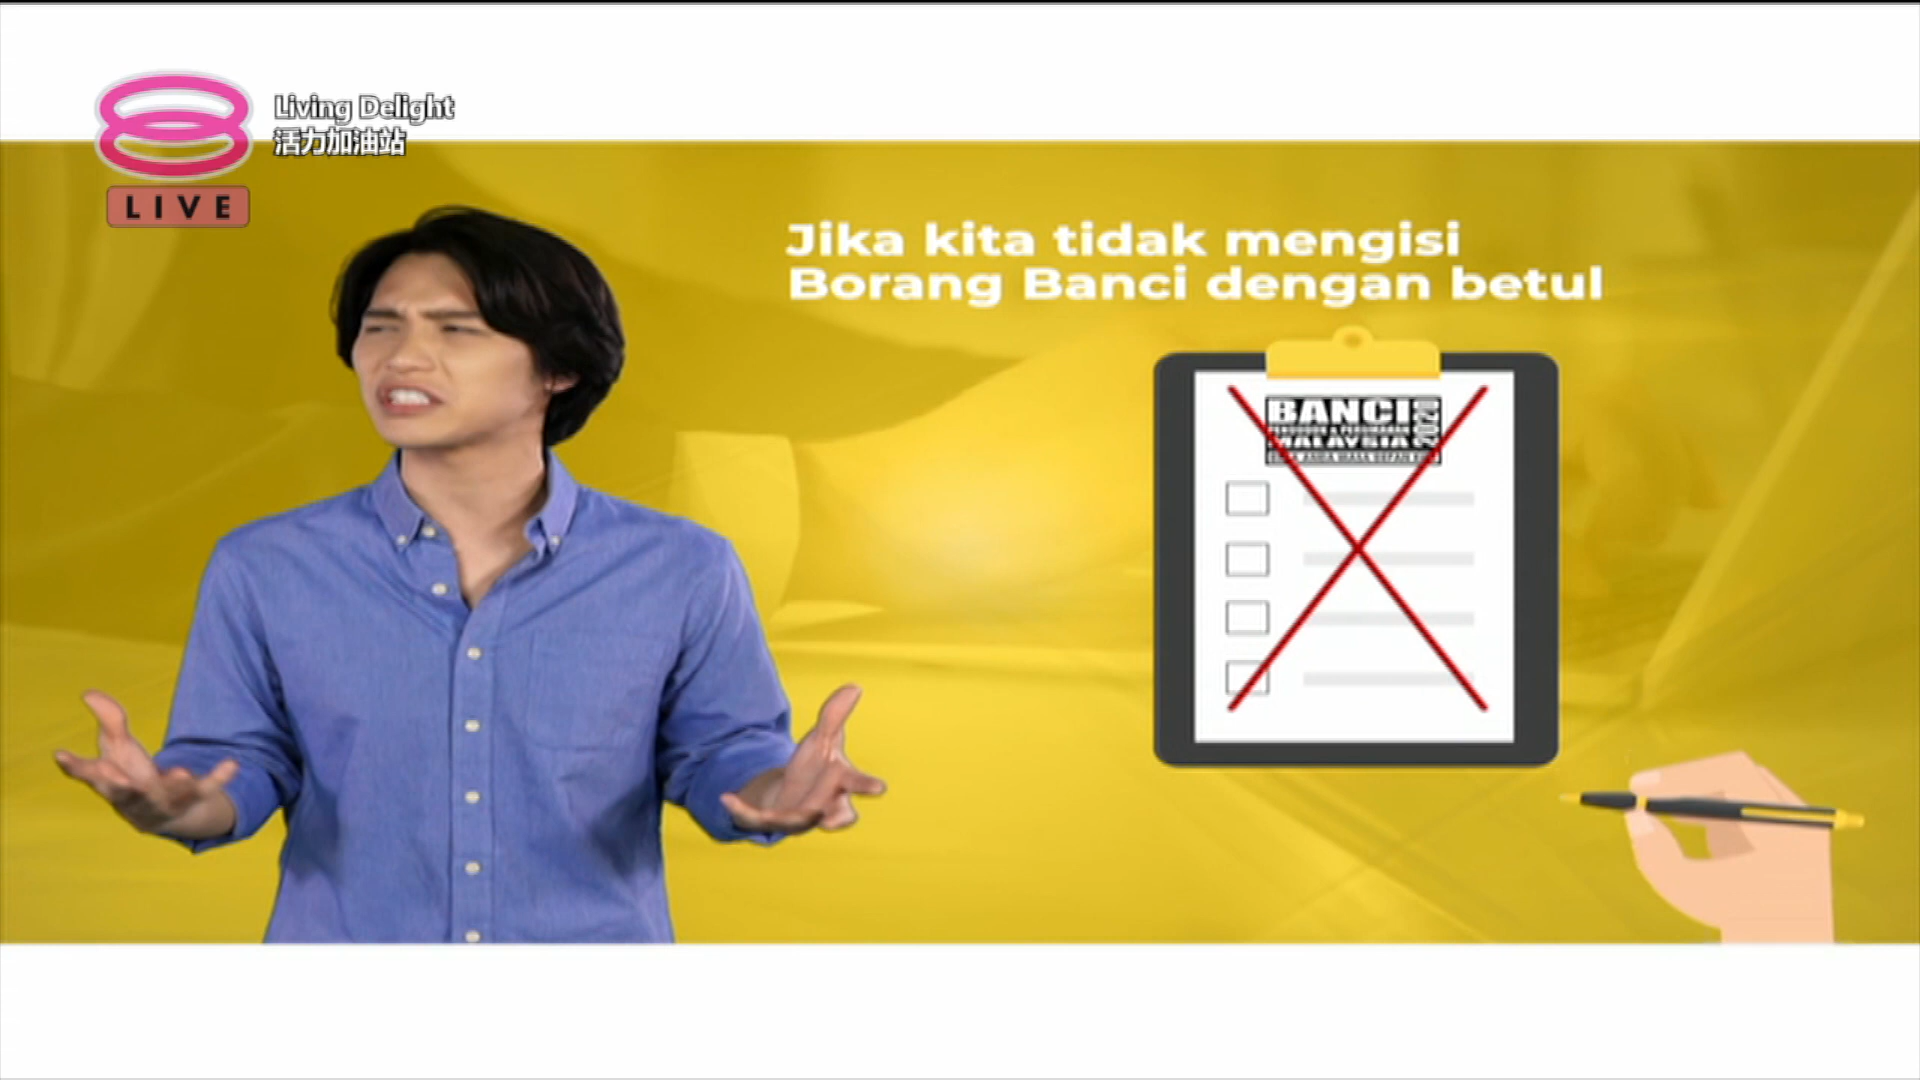 Living Delight
活力加油站
LIVE
Jika kita tidak mengisi
Borang Banci dengan betul
BANCI
MALAYSIA
2020